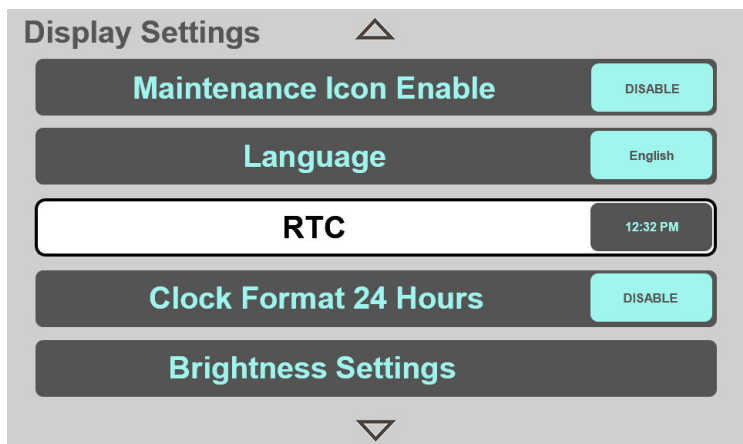 Display Settings
Maintenance Icon Enable DISABLE
Language English
RTC 12:32 PM
Clock Format 24 Hours DISABLE
Brightness Settings